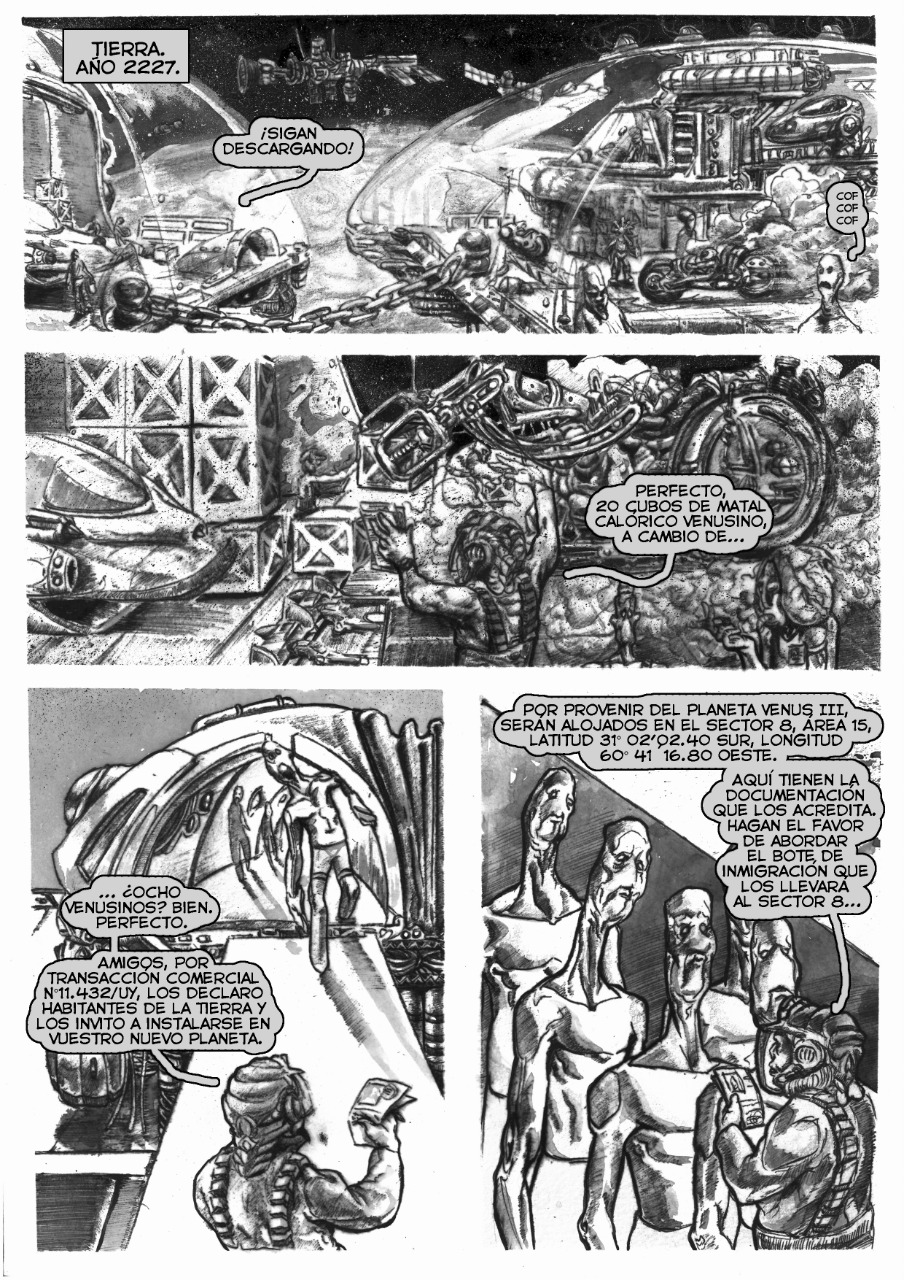 TIERRA.
AÑO 2227.
¡SIGAN
DESCARGANDO!
COF
COF
COF
PERFECTO,
20 CUBOS DE MATAL
CALÓRICO VENUSINO,
A CAMBIO DE...
... ¿OCHO
VENUSINOS? BIEN.
PERFECTO.
AMIGOS, POR
TRANSACCIÓN COMERCIAL
N°11.432/UY, LOS DECLARO
HABITANTES DE LA TIERRA Y
LOS INVITO A INSTALARSE EN
VUESTRO NUEVO PLANETA.
POR PROVENIR DEL PLANETA VENUS III,
SERÁN ALOJADOS EN EL SECTOR 8, ÁREA 15,
LATITUD 31° 02'02.40 SUR, LONGITUD
60° 41 16.80 OESTE.
AQUÍ TIENEN LA
DOCUMENTACIÓN
QUE LOS ACREDITA.
HAGAN EL FAVOR
DE ABORDAR
EL BOTE DE
INMIGRACIÓN QUE
LOS LLEVARÁ
AL SECTOR 8...